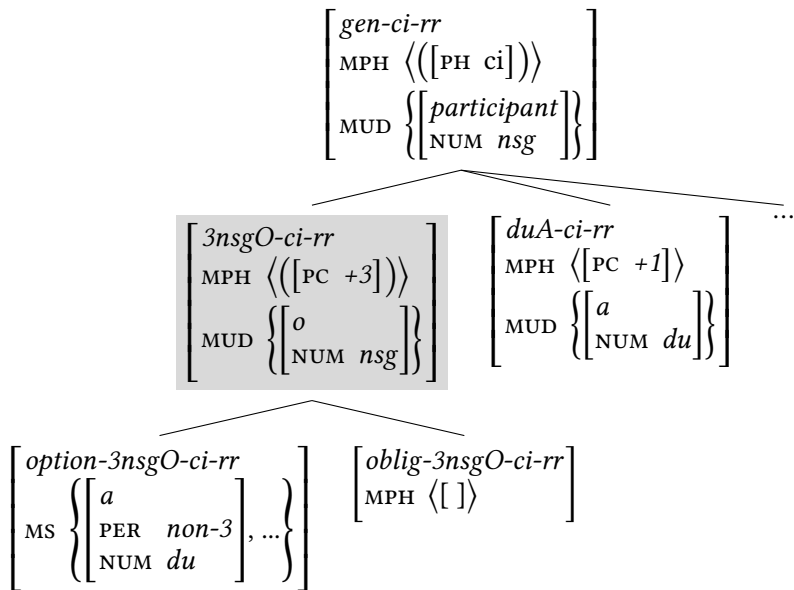 gen-ci-rr
MPH ⟨([PH ci])⟩
MUD {[participant
NUM nsg]}
3nsgO-ci-rr
MPH ⟨([PC +3])⟩
MUD {[o
NUM nsg]}
duA-ci-rr
MPH ⟨[PC +1]⟩
MUD {[a
NUM du]}
...
option-3nsgO-ci-rr
MS {[a
PER non-3
NUM du], ...}
oblig-3nsgO-ci-rr
MPH ⟨[ ]⟩